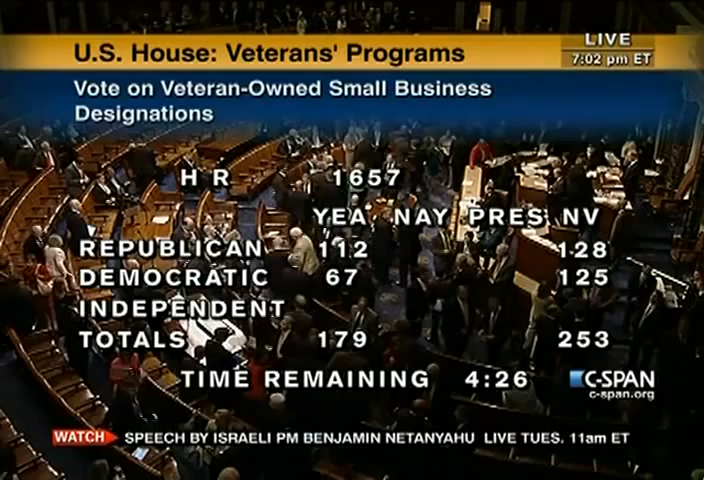 U.S. House: Veterans' Programs
LIVE
7:02 pm ET
Vote on Veteran-Owned Small Business
Designations
H R 1657
YEA NAY PRES NV
REPUBLICAN 112 128
DEMOCRATIC 67 125
INDEPENDENT
TOTALS 179 253
TIME REMAINING 4:26
C-SPAN
c-span.org
WATCH SPEECH BY ISRAELI PM BENJAMIN NETANYAHU LIVE TUES. 11am ET